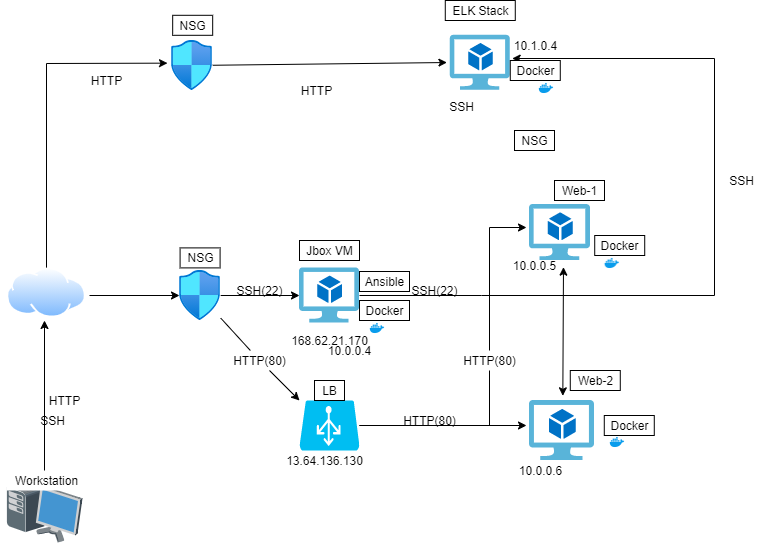 ELK Stack
NSG
10.1.0.4
HTTP
HTTP
Docker
SSH
NSG
SSH
Web-1
Docker
10.0.0.5
NSG
Jbox VM
SSH(22)
Ansible
SSH(22)
Docker
168.62.21.170
10.0.0.4
HTTP(80)
HTTP(80)
LB
Web-2
HTTP
SSH
HTTP(80)
Docker
13.64.136.130
10.0.0.6
Workstation